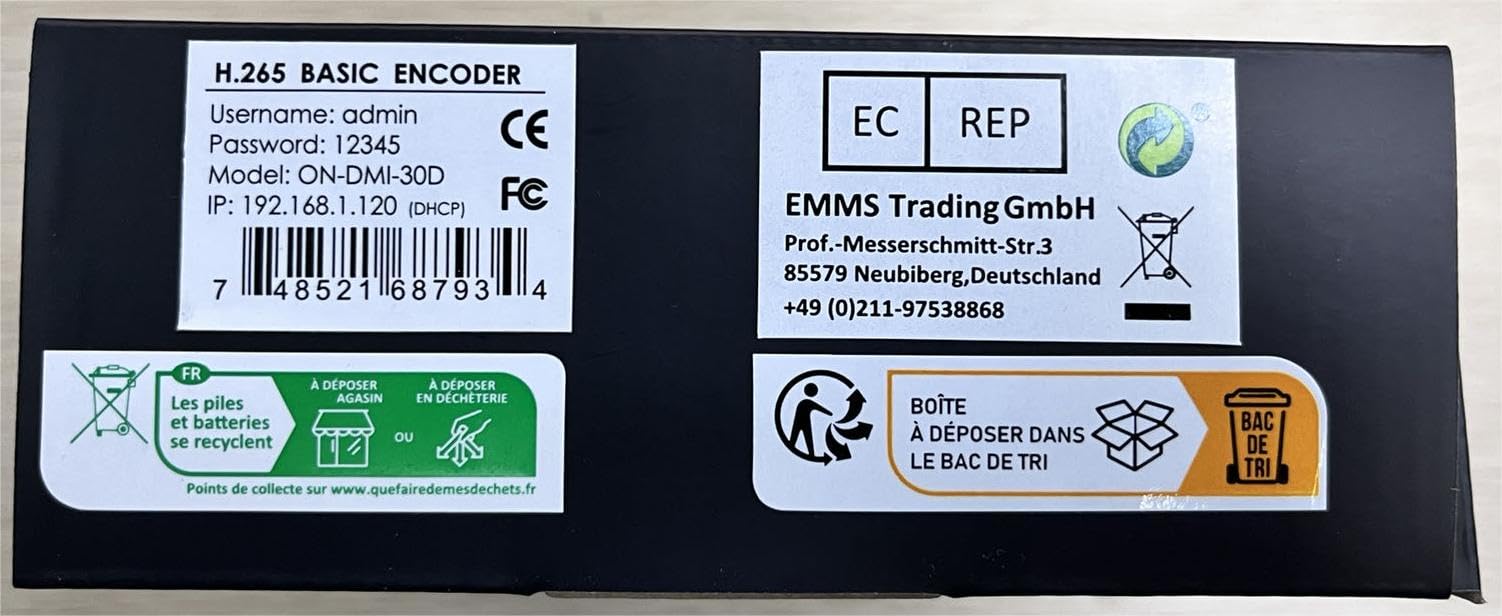 H.265 BASIC ENCODER
Username: admin
Password: 12345
Model: ON-DMI-30D
IP: 192.168.1.120 (DHCP)
CE
FC
7 48521 68793 4
EC REP
EMMS Trading GmbH
Prof.-Messerschmitt-Str.3
85579 Neubiberg,Deutschland
+49 (0)211-97538868
FR
Les piles
et batteries
se recyclent
À DÉPOSER
AGASIN
OU
À DÉPOSER
EN DÉCHÈTERIE
Points de collecte sur www.quefairedemesdechets.fr
BOÎTE
À DÉPOSER DANS
LE BAC DE TRI
BAC
DE
TRI